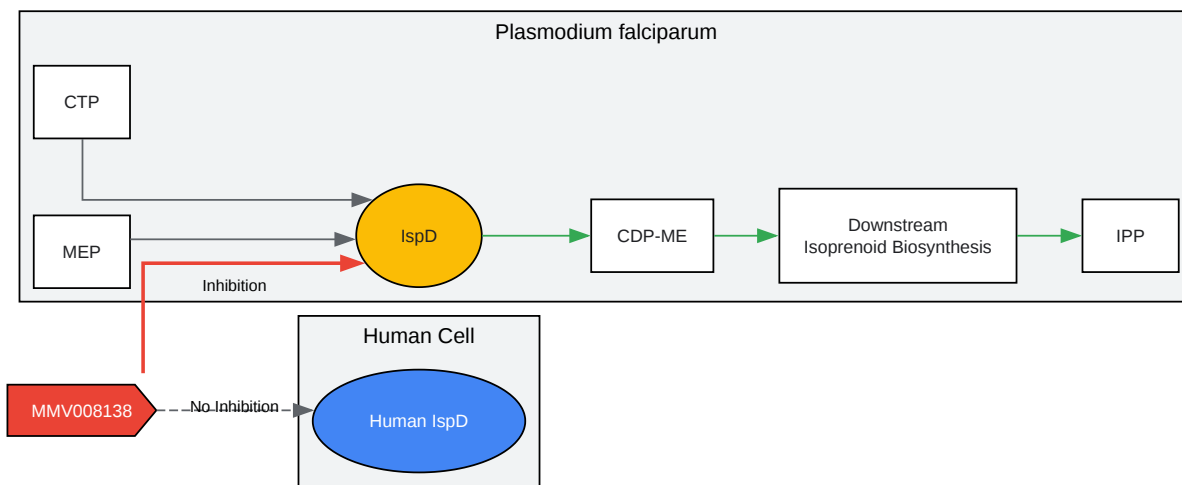 Plasmodium falciparum
CTP
MEP
IspD
CDP-ME
Downstream
Isoprenoid Biosynthesis
IPP
Inhibition
Human Cell
MMV008138
No Inhibition
Human IspD